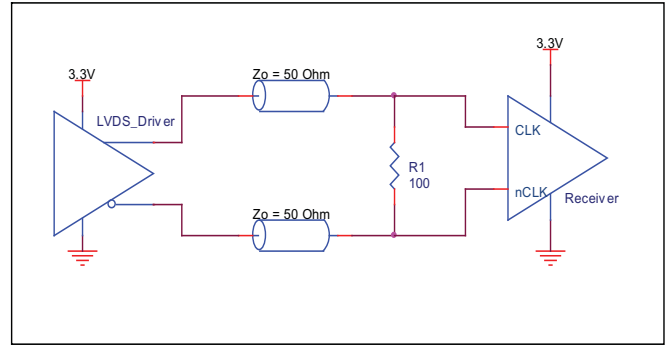 3.3V
LVDS_Driver
Zo = 50 Ohm
3.3V
CLK
R1
100
nCLK
Receiver
Zo = 50 Ohm